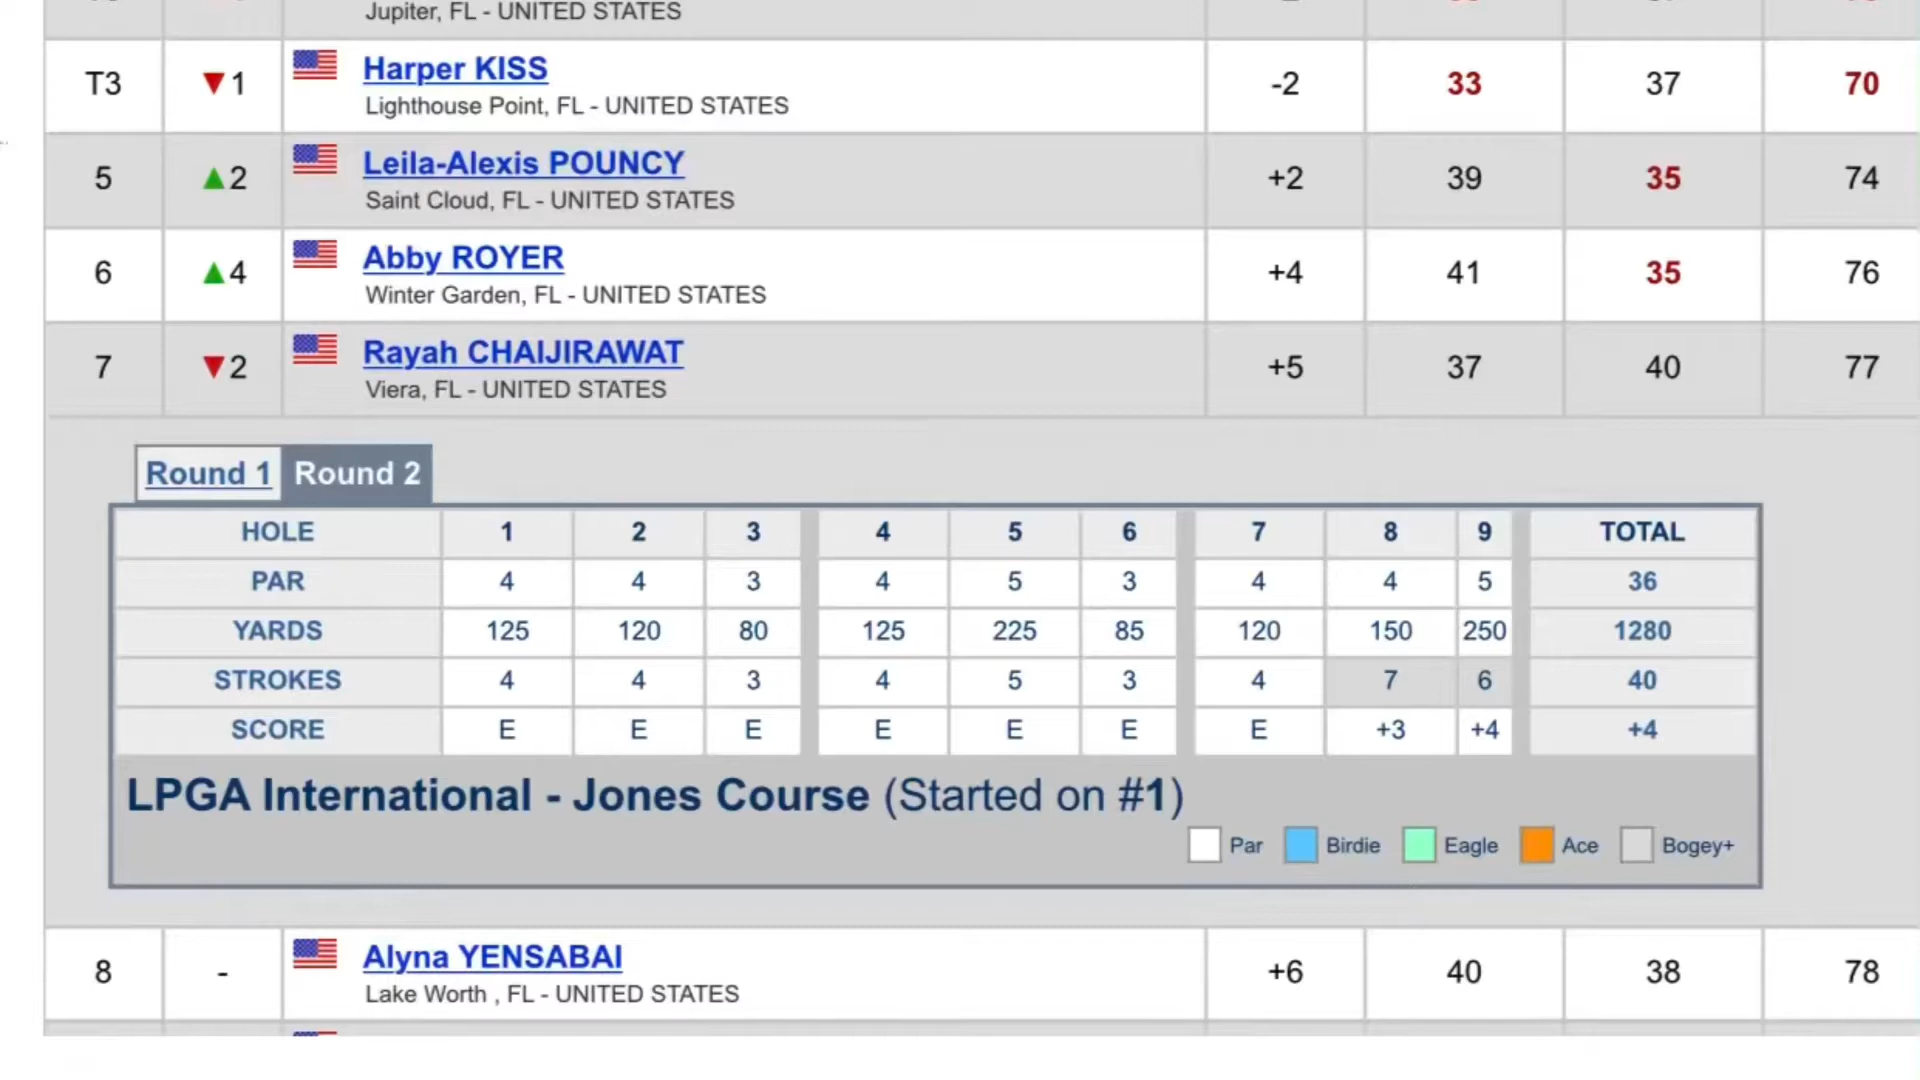 Jupiter, FL - UNITED STATES
T3 ▼1 Harper KISS -2 33 37 70
Lighthouse Point, FL - UNITED STATES
5 ▲2 Leila-Alexis POUNCY +2 39 35 74
Saint Cloud, FL - UNITED STATES
6 ▲4 Abby ROYER +4 41 35 76
Winter Garden, FL - UNITED STATES
7 ▼2 Rayah CHAIJIRAWAT +5 37 40 77
Viera, FL - UNITED STATES
Round 1 Round 2
HOLE 1 2 3 4 5 6 7 8 9 TOTAL
PAR 4 4 3 4 5 3 4 4 5 36
YARDS 125 120 80 125 225 85 120 150 250 1280
STROKES 4 4 3 4 5 3 4 7 6 40
SCORE E E E E E E E +3 +4 +4
LPGA International - Jones Course (Started on #1)
Par Birdie Eagle Ace Bogey+
8 - Alyna YENSABAI +6 40 38 78
Lake Worth , FL - UNITED STATES